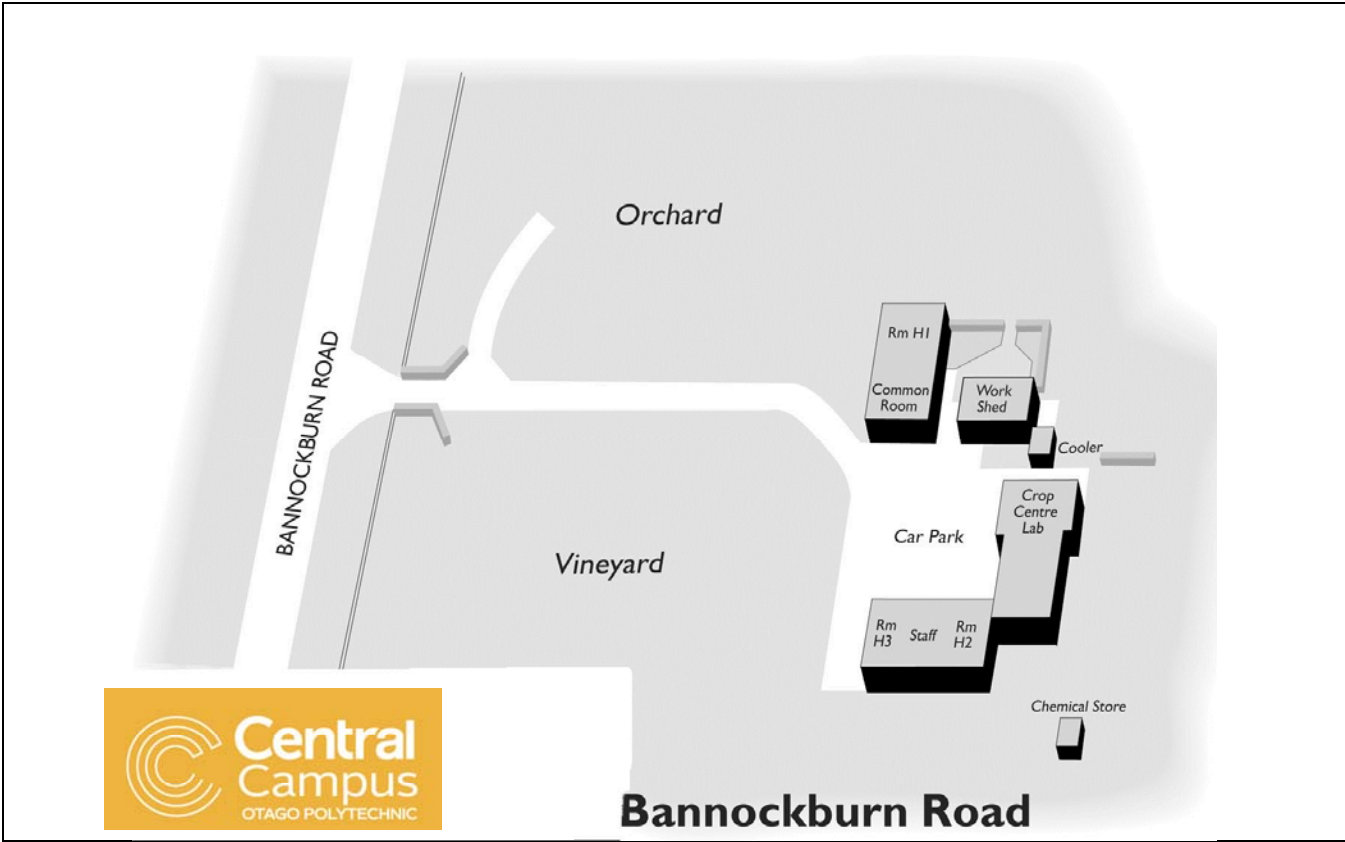 Orchard
Rm H1
Common
Room
Work
Shed
BANNOCKBURN ROAD
Cooler
Crop
Centre
Lab
Car Park
Vineyard
Rm
H3
Staff
Rm
H2
Chemical Store
Central
Campus
OTAGO POLYTECHNIC
Bannockburn Road